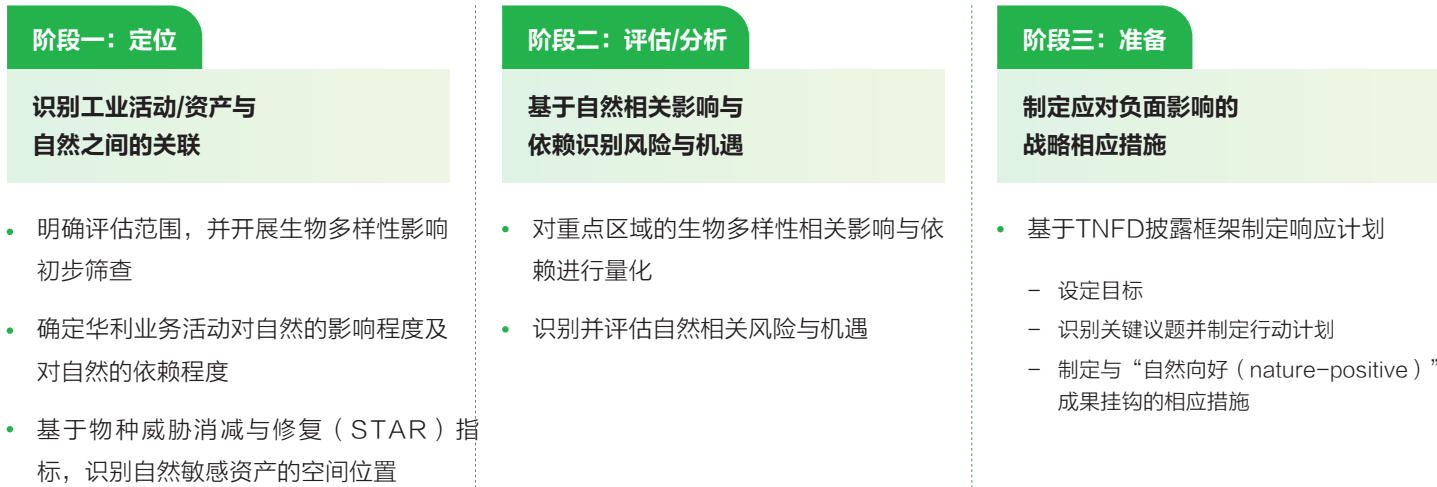 阶段一：定位
识别工业活动/资产与
自然之间的关联
• 明确评估范围，并开展生物多样性影响
初步筛查
• 确定华利业务活动对自然的影响程度及
对自然的依赖程度
• 基于物种威胁消减与修复（STAR）指
标，识别自然敏感资产的空间位置
阶段二：评估/分析
基于自然相关影响与
依赖识别风险与机遇
• 对重点区域的生物多样性相关影响与依
赖进行量化
• 识别并评估自然相关风险与机遇
阶段三：准备
制定应对负面影响的
战略相应措施
• 基于TNFD披露框架制定响应计划
– 设定目标
– 识别关键议题并制定行动计划
– 制定与“自然向好（nature-positive）”
成果挂钩的相应措施